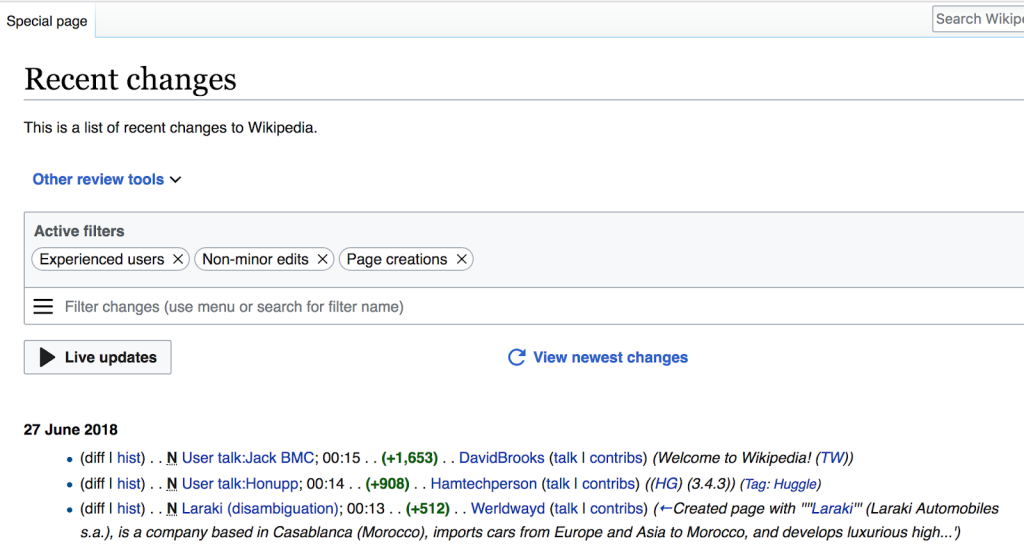 Special page
Search Wikipe
Recent changes
This is a list of recent changes to Wikipedia.
Other review tools
Active filters
Experienced users × Non-minor edits × Page creations ×
Filter changes (use menu or search for filter name)
Live updates
View newest changes
27 June 2018
• (diff | hist) . . N User talk:Jack BMC; 00:15 . . (+1,653) . . DavidBrooks (talk | contribs) (Welcome to Wikipedia! (TW))
• (diff | hist) . . N User talk:Honupp; 00:14 . . (+908) . . Hamtechperson (talk | contribs) ((HG) (3.4.3)) (Tag: Huggle)
• (diff | hist) . . N Laraki (disambiguation); 00:13 . . (+512) . . Werldwayd (talk | contribs) (←Created page with '''''Laraki''' (Laraki Automobiles
s.a.), is a company based in Casablanca (Morocco), imports cars from Europe and Asia to Morocco, and develops luxurious high...')